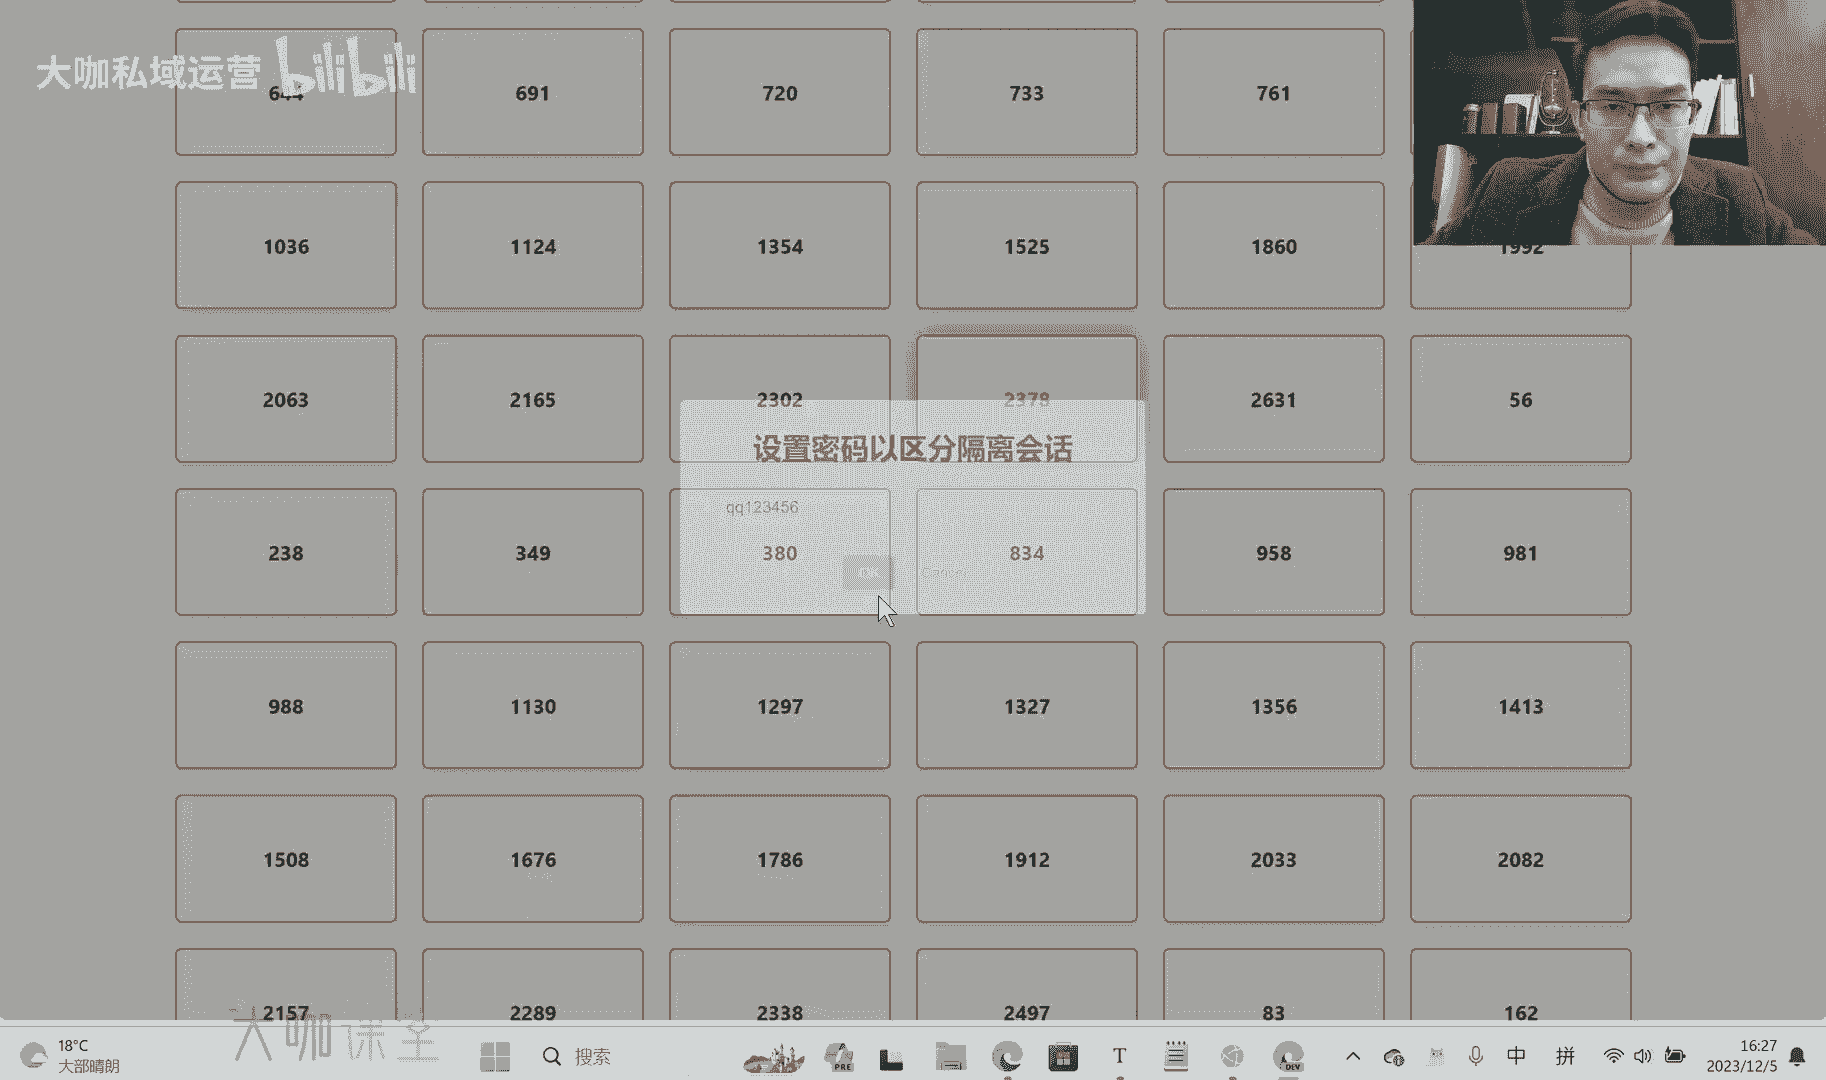 大咖私域运营 bilibili
644 691 720 733 761
1036 1124 1354 1525 1860 1992
2063 2165 2302 2378 2631 56
设置密码以区分隔离会话
qq123456
238 349 380 834 958 981
OK Cancel
988 1130 1297 1327 1356 1413
1508 1676 1786 1912 2033 2082
2157 2289 2338 2497 83 162
大咖课堂
18°C
大部晴朗
搜索
PRE
T
DEV
中
拼
16:27
2023/12/5